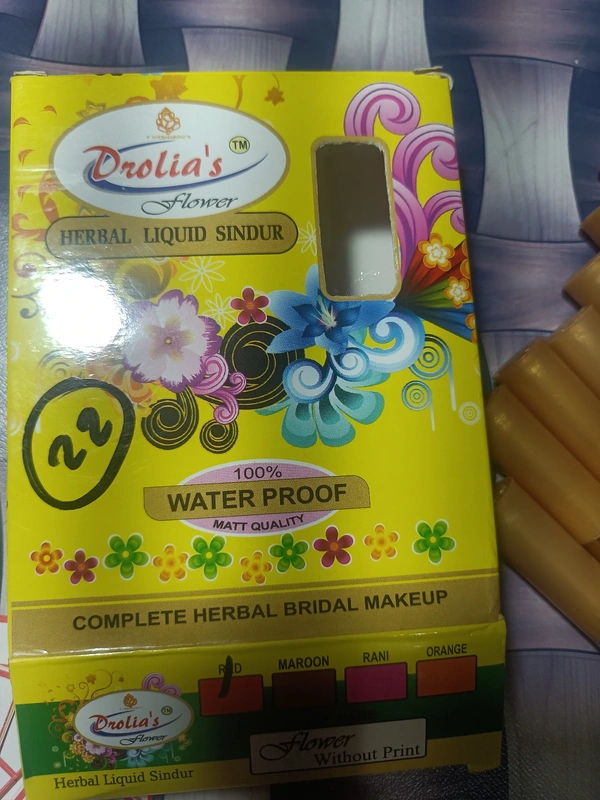 Drolia's TM
Flower
HERBAL LIQUID SINDUR
22
100%
WATER PROOF
MATT QUALITY
COMPLETE HERBAL BRIDAL MAKEUP
RED MAROON RANI ORANGE
Drolia's TM
Flower
Herbal Liquid Sindur
Flower
Without Print